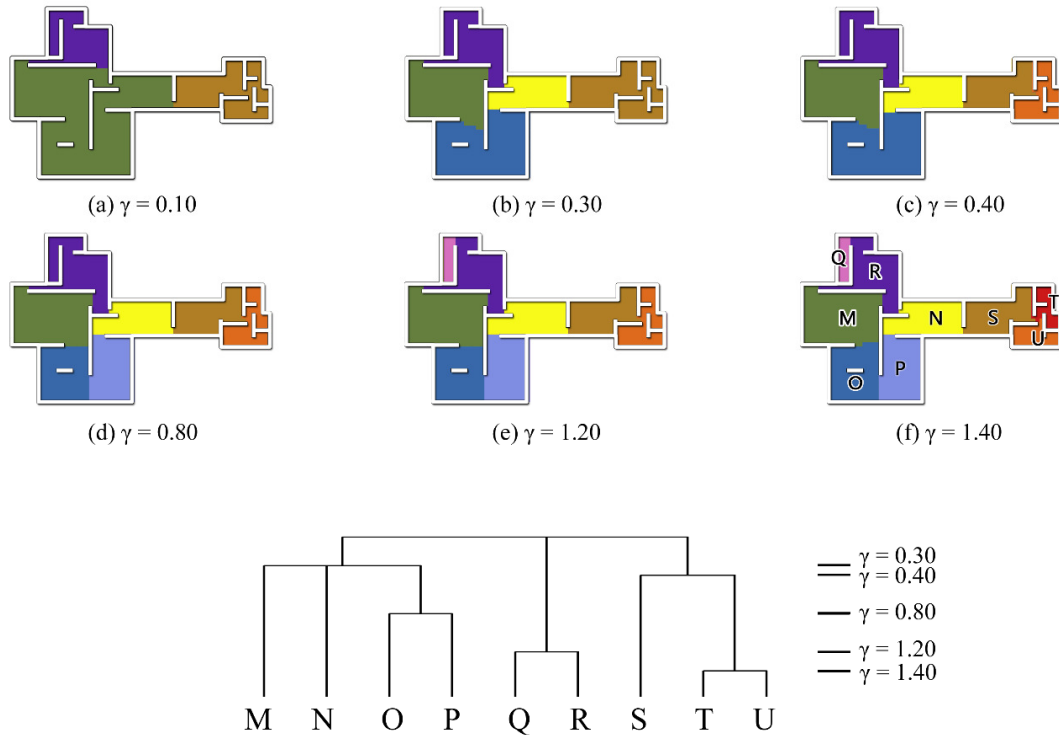 (a) γ = 0.10
(b) γ = 0.30
(c) γ = 0.40
Q
R
M
N
S
T
U
O
P
(d) γ = 0.80
(e) γ = 1.20
(f) γ = 1.40
γ = 0.30
γ = 0.40
γ = 0.80
γ = 1.20
γ = 1.40
M N O P Q R S T U